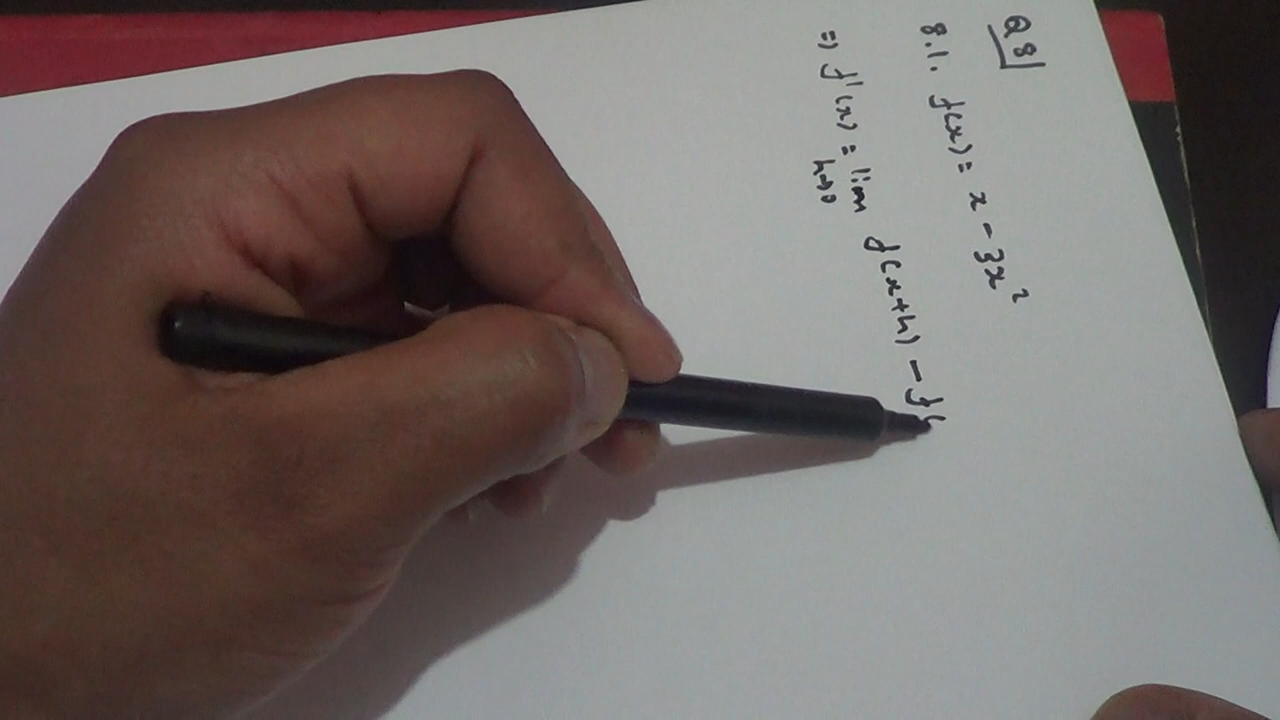 Q8
8.1. f(x) = x - 3x²
=> f'(x) = lim f(x+h) - f(
h→0